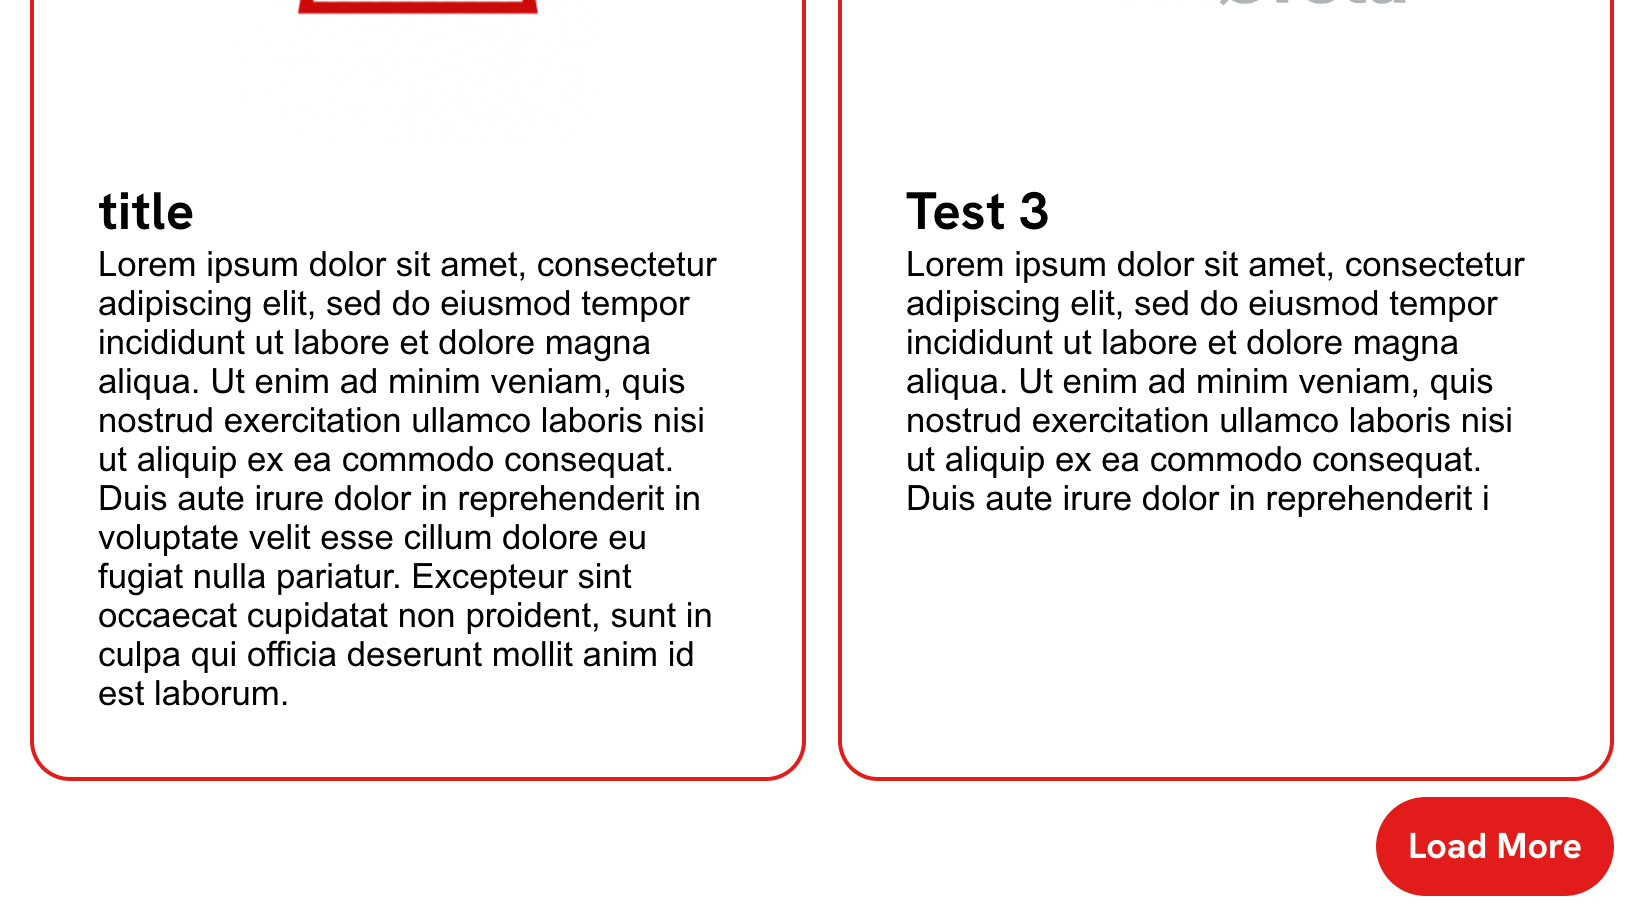 title
Lorem ipsum dolor sit amet, consectetur
adipiscing elit, sed do eiusmod tempor
incididunt ut labore et dolore magna
aliqua. Ut enim ad minim veniam, quis
nostrud exercitation ullamco laboris nisi
ut aliquip ex ea commodo consequat.
Duis aute irure dolor in reprehenderit in
voluptate velit esse cillum dolore eu
fugiat nulla pariatur. Excepteur sint
occaecat cupidatat non proident, sunt in
culpa qui officia deserunt mollit anim id
est laborum.
Test 3
Lorem ipsum dolor sit amet, consectetur
adipiscing elit, sed do eiusmod tempor
incididunt ut labore et dolore magna
aliqua. Ut enim ad minim veniam, quis
nostrud exercitation ullamco laboris nisi
ut aliquip ex ea commodo consequat.
Duis aute irure dolor in reprehenderit i
Load More